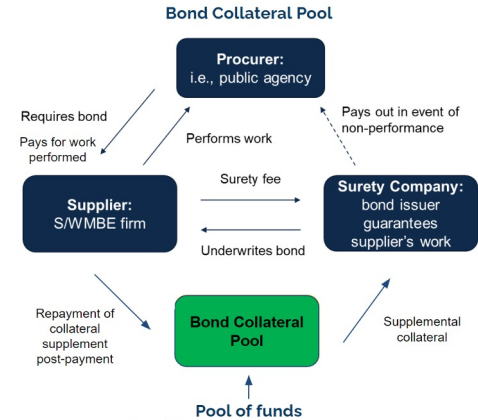 Bond Collateral Pool
Procurer:
i.e., public agency
Requires bond
Pays for work
performed
Performs work
Pays out in event of
non-performance
Supplier:
S/WMBE firm
Surety fee
Underwrites bond
Surety Company:
bond issuer
guarantees
supplier's work
Repayment of
collateral
supplement
post-payment
Bond Collateral
Pool
Supplemental
collateral
Pool of funds